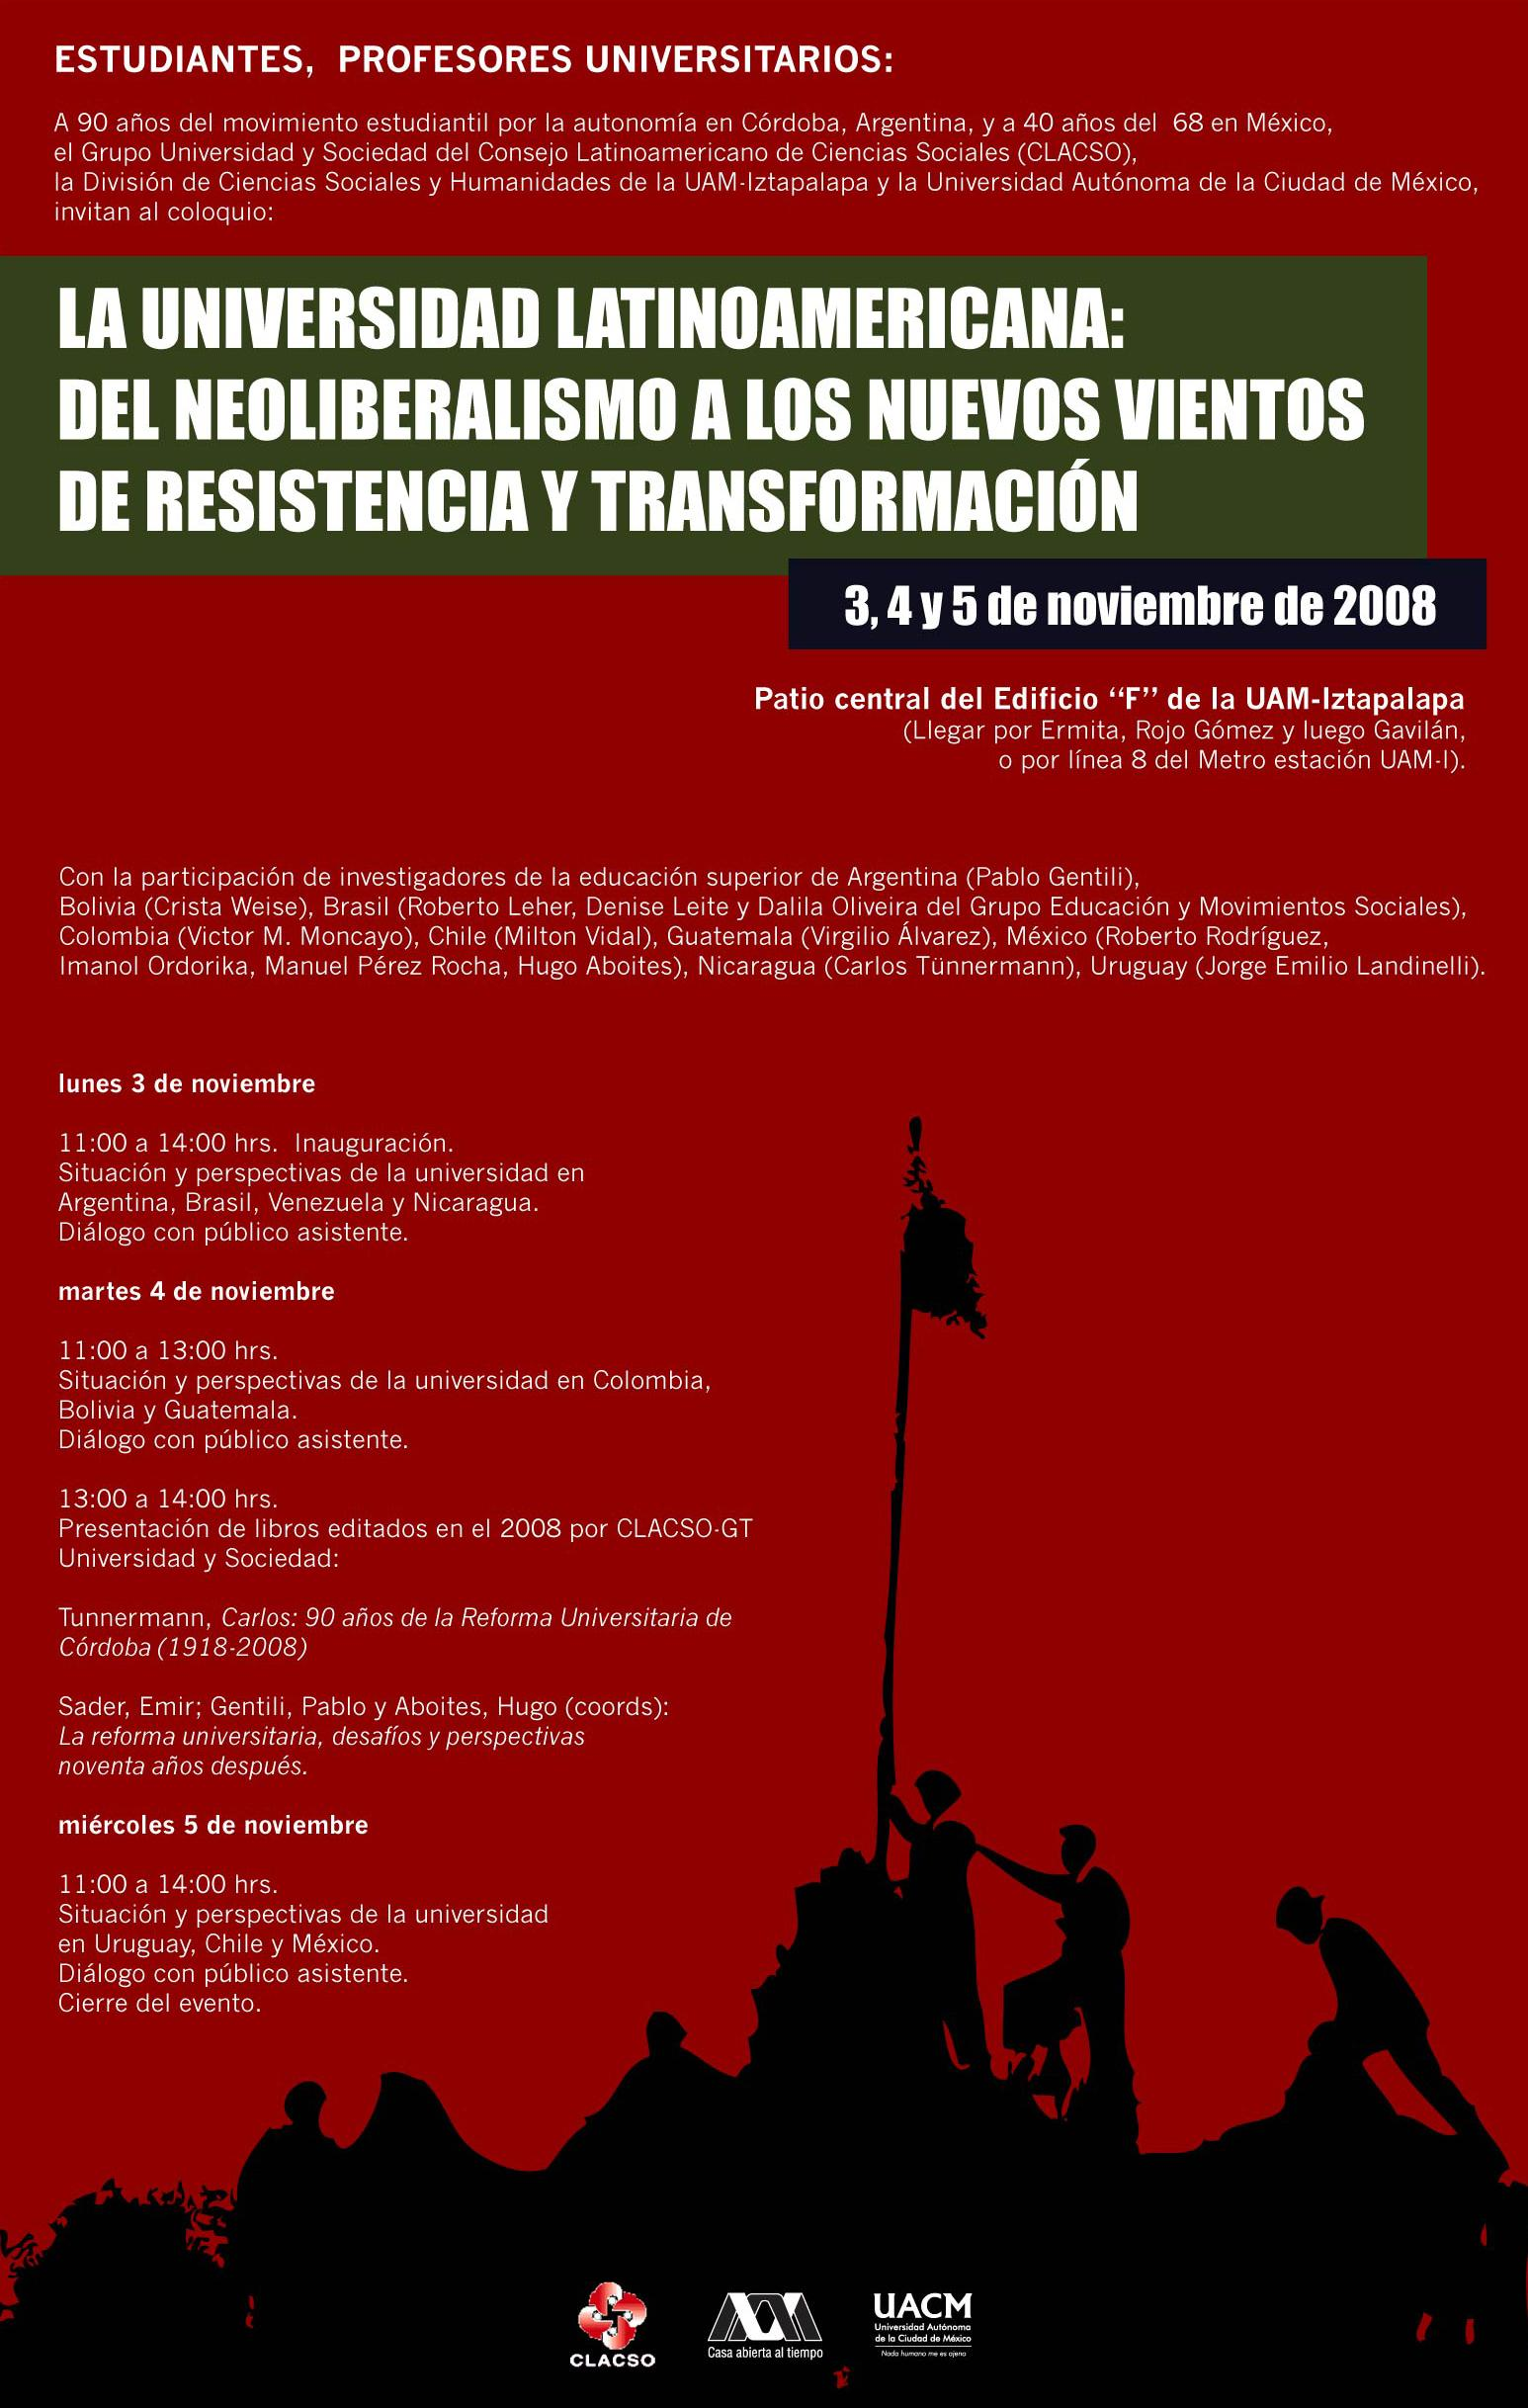 ESTUDIANTES, PROFESORES UNIVERSITARIOS:
A 90 años del movimiento estudiantil por la autonomía en Córdoba, Argentina, y a 40 años del 68 en México,
el Grupo Universidad y Sociedad del Consejo Latinoamericano de Ciencias Sociales (CLACSO),
la División de Ciencias Sociales y Humanidades de la UAM-Iztapalapa y la Universidad Autónoma de la Ciudad de México,
invitan al coloquio:
LA UNIVERSIDAD LATINOAMERICANA:
DEL NEOLIBERALISMO A LOS NUEVOS VIENTOS
DE RESISTENCIA Y TRANSFORMACIÓN
3, 4 y 5 de noviembre de 2008
Patio central del Edificio “F” de la UAM-Iztapalapa
(Llegar por Ermita, Rojo Gómez y luego Gavilán,
o por línea 8 del Metro estación UAM-I).
Con la participación de investigadores de la educación superior de Argentina (Pablo Gentili),
Bolivia (Crista Weise), Brasil (Roberto Leher, Denise Leite y Dalila Oliveira del Grupo Educación y Movimientos Sociales),
Colombia (Victor M. Moncayo), Chile (Milton Vidal), Guatemala (Virgilio Álvarez), México (Roberto Rodríguez,
Imanol Ordorika, Manuel Pérez Rocha, Hugo Aboites), Nicaragua (Carlos Tünnermann), Uruguay (Jorge Emilio Landinelli).
lunes 3 de noviembre
11:00 a 14:00 hrs. Inauguración.
Situación y perspectivas de la universidad en
Argentina, Brasil, Venezuela y Nicaragua.
Diálogo con público asistente.
martes 4 de noviembre
11:00 a 13:00 hrs.
Situación y perspectivas de la universidad en Colombia,
Bolivia y Guatemala.
Diálogo con público asistente.
13:00 a 14:00 hrs.
Presentación de libros editados en el 2008 por CLACSO-GT
Universidad y Sociedad:
Tunnermann, Carlos: 90 años de la Reforma Universitaria de
Córdoba (1918-2008)
Sader, Emir; Gentili, Pablo y Aboites, Hugo (coords):
La reforma universitaria, desafíos y perspectivas
noventa años después.
miércoles 5 de noviembre
11:00 a 14:00 hrs.
Situación y perspectivas de la universidad
en Uruguay, Chile y México.
Diálogo con público asistente.
Cierre del evento.
CLACSO
Casa abierta al tiempo
UACM
Universidad Autónoma
de la Ciudad de México
Nada humano me es ajeno